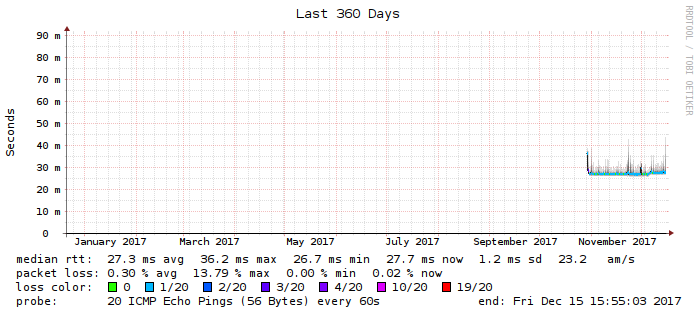 Last 360 Days
RRDTOOL / TOBI OETIKER
Seconds
90 m
80 m
70 m
60 m
50 m
40 m
30 m
20 m
10 m
0
January 2017 March 2017 May 2017 July 2017 September 2017 November 2017
median rtt: 27.3 ms avg 36.2 ms max 26.7 ms min 27.7 ms now 1.2 ms sd 23.2 am/s
packet loss: 0.30 % avg 13.79 % max 0.00 % min 0.02 % now
loss color: 0 1/20 2/20 3/20 4/20 10/20 19/20
probe: 20 ICMP Echo Pings (56 Bytes) every 60s end: Fri Dec 15 15:55:03 2017